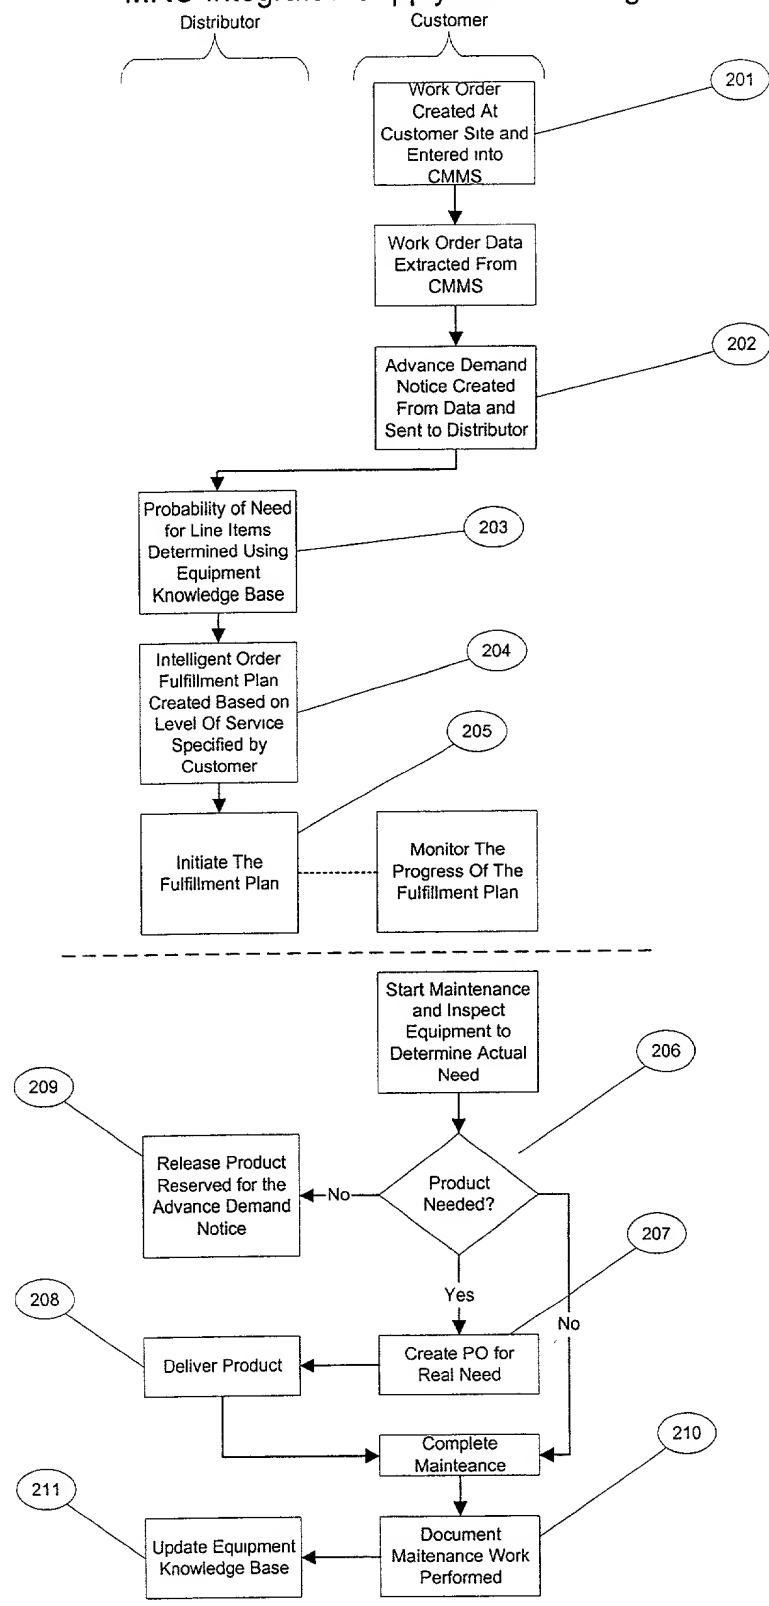 Distributor
Customer
Work Order
Created At
Customer Site and
Entered into
CMMS
201
Work Order Data
Extracted From
CMMS
Advance Demand
Notice Created
From Data and
Sent to Distributor
202
Probability of Need
for Line Items
Determined Using
Equipment
Knowledge Base
203
Intelligent Order
Fulfillment Plan
Created Based on
Level Of Service
Specified by
Customer
204
205
Initiate The
Fulfillment Plan
Monitor The
Progress Of The
Fulfillment Plan
Start Maintenance
and Inspect
Equipment to
Determine Actual
Need
206
209
Release Product
Reserved for the
Advance Demand
Notice
No
Product
Needed?
207
Yes
No
208
Deliver Product
Create PO for
Real Need
Complete
Mainteance
210
211
Update Equipment
Knowledge Base
Document
Maitenance Work
Performed